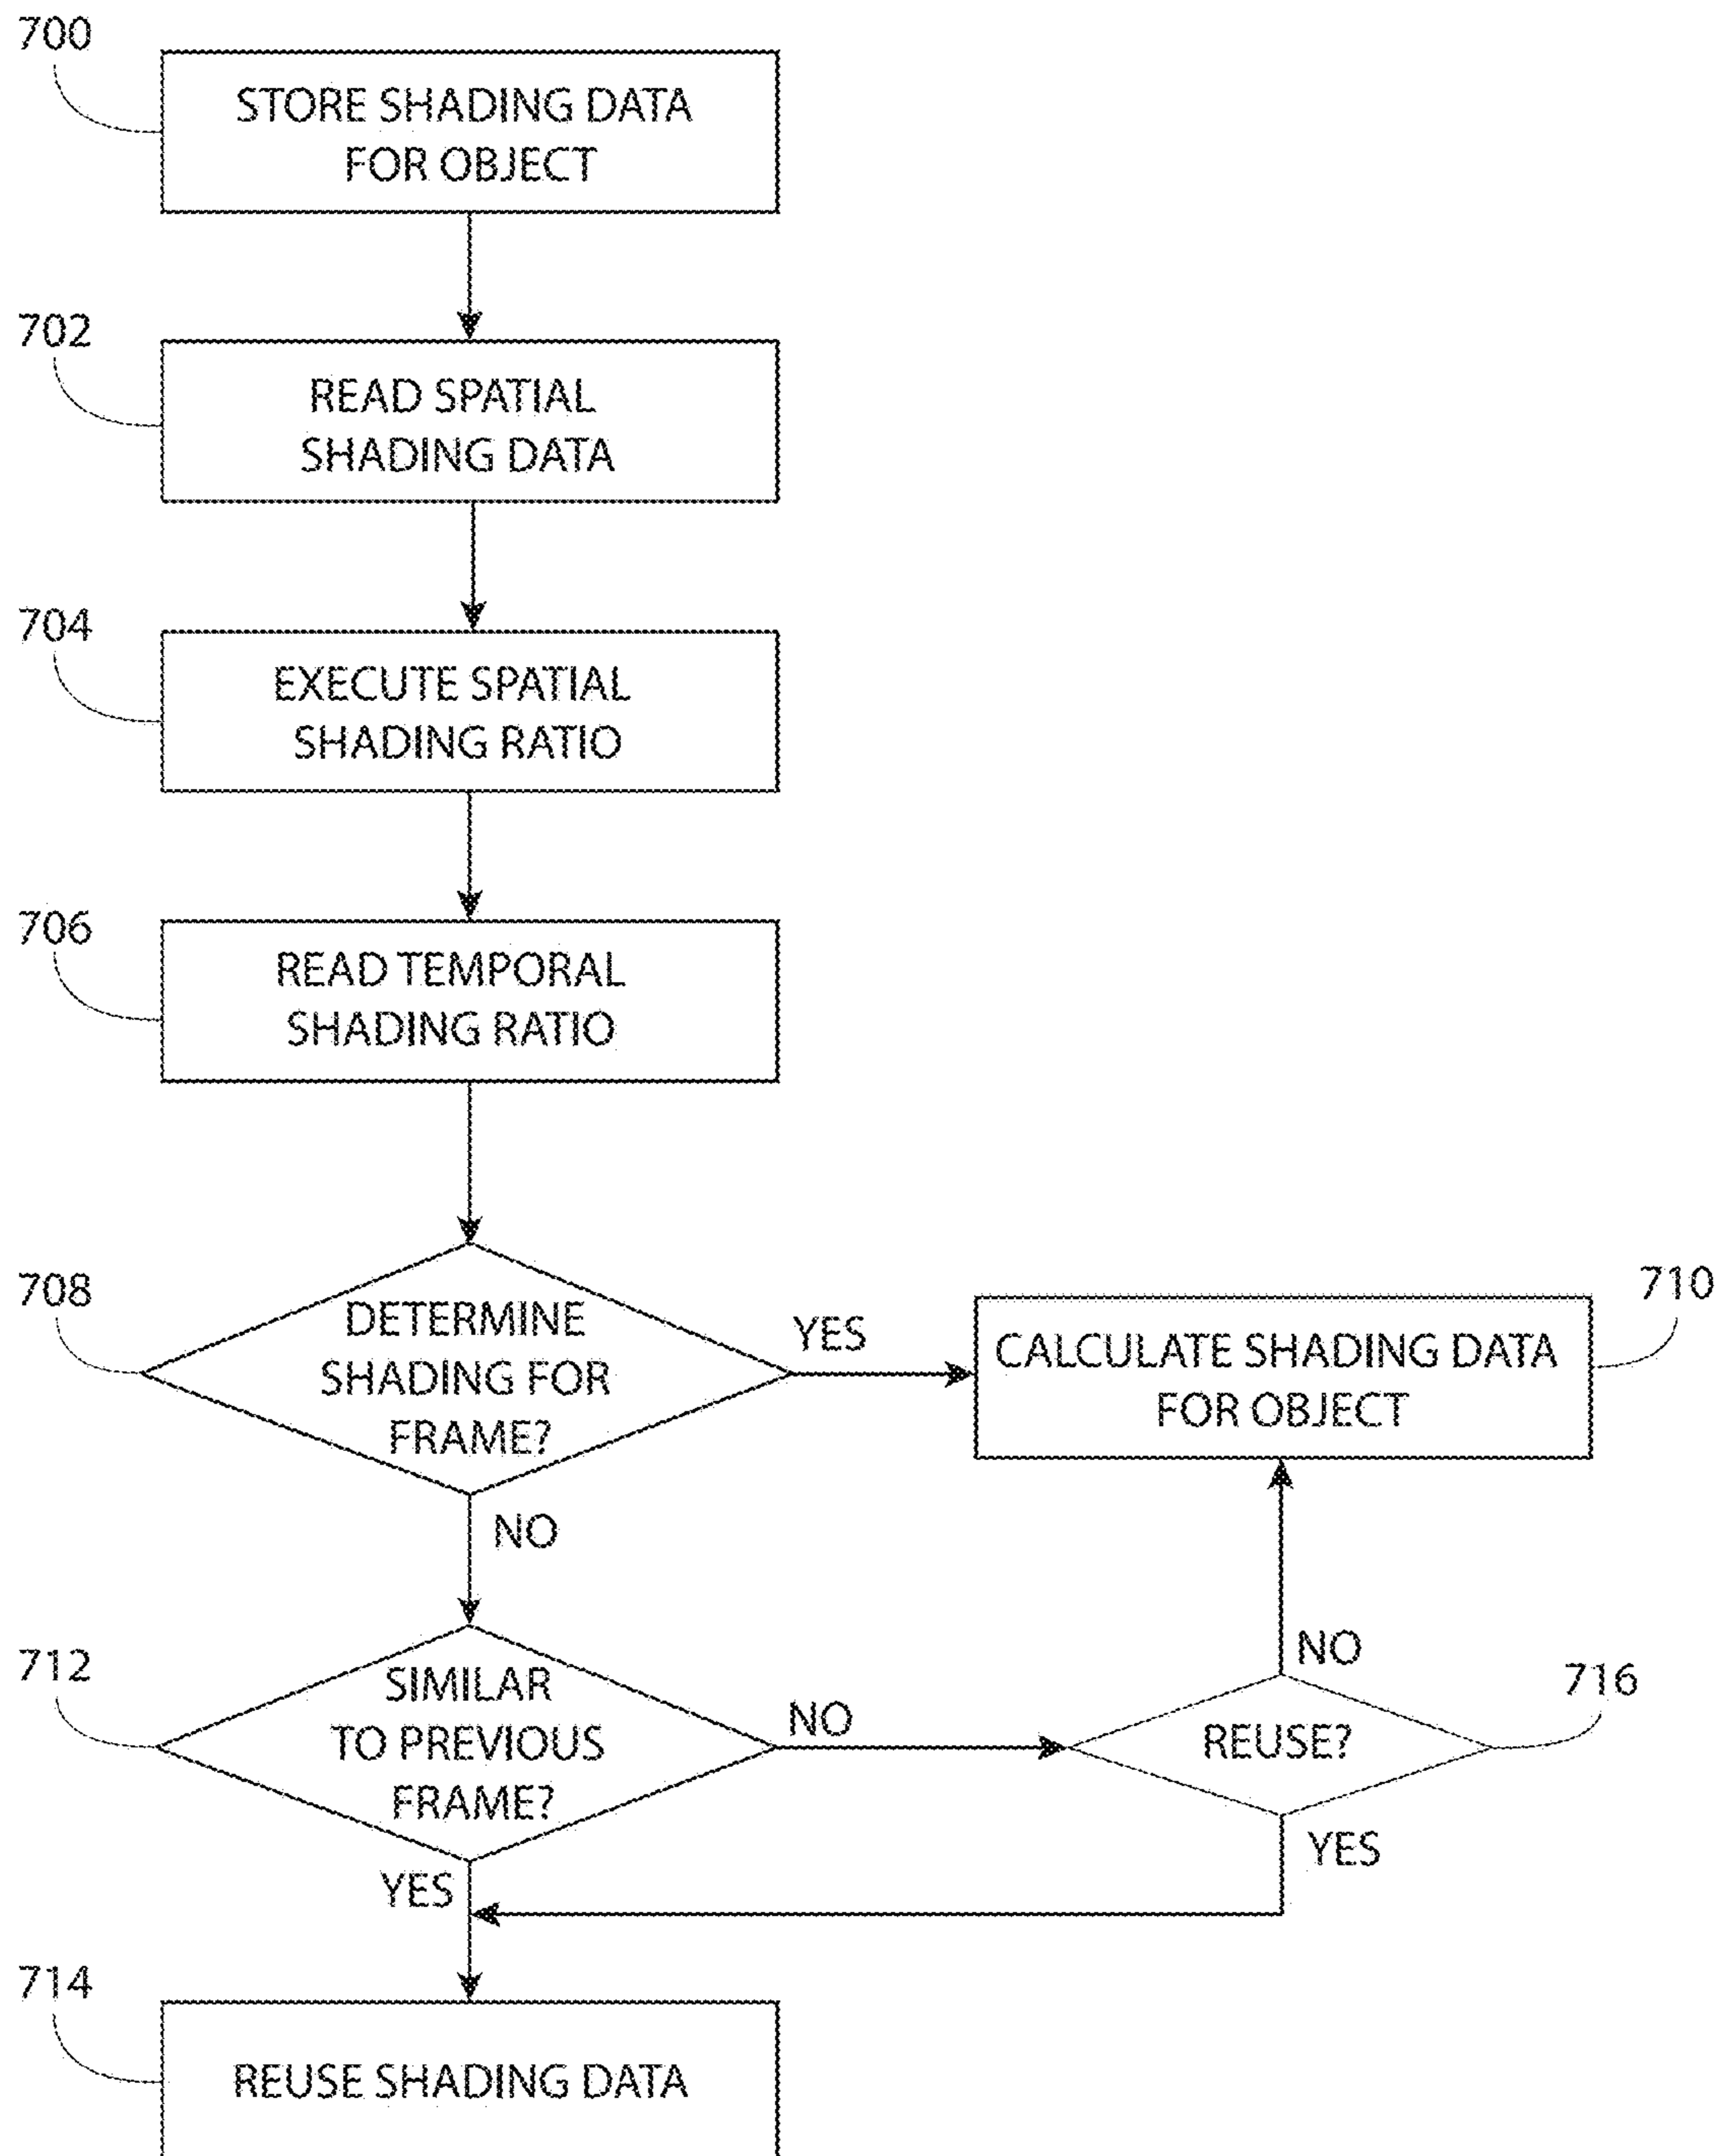 700
STORE SHADING DATA
FOR OBJECT
702
READ SPATIAL
SHADING DATA
704
EXECUTE SPATIAL
SHADING RATIO
706
READ TEMPORAL
SHADING RATIO
708
DETERMINE
SHADING FOR
FRAME?
YES
710
CALCULATE SHADING DATA
FOR OBJECT
NO
712
SIMILAR
TO PREVIOUS
FRAME?
NO
716
REUSE?
NO
YES
YES
714
REUSE SHADING DATA